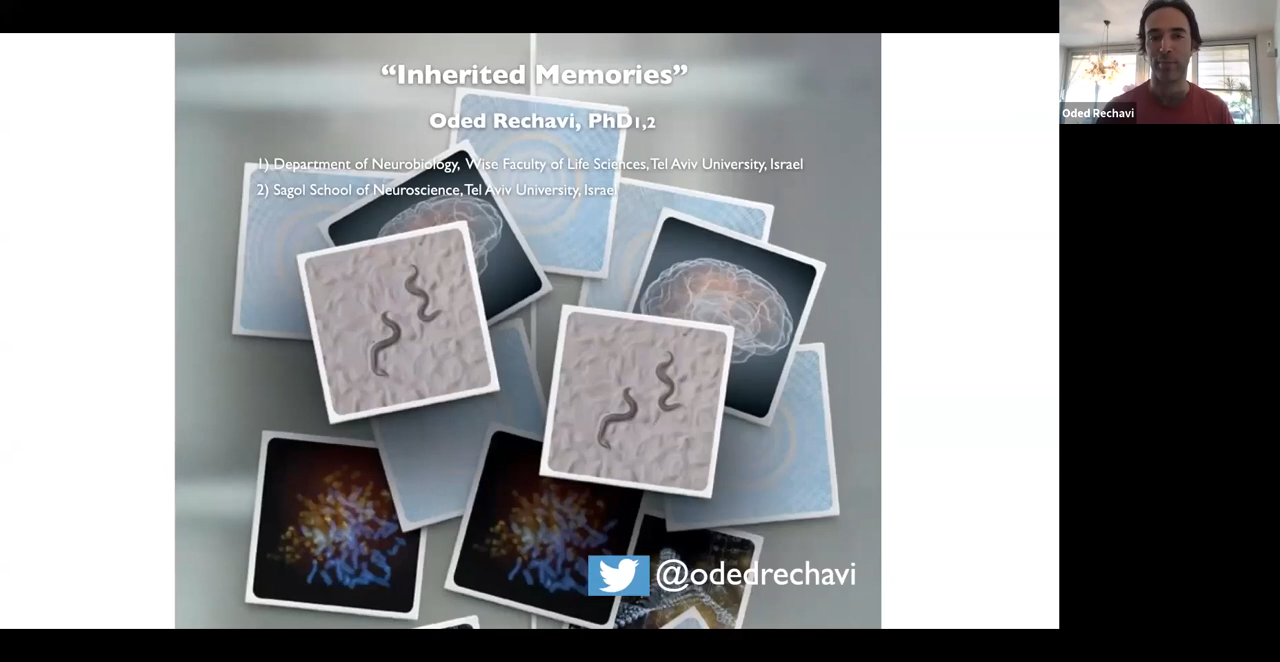 “Inherited Memories”
Oded Rechavi, PhD1,2
1) Department of Neurobiology, Wise Faculty of Life Sciences, Tel Aviv University, Israel
2) Sagol School of Neuroscience, Tel Aviv University, Israel
@odedrechavi
Oded Rechavi